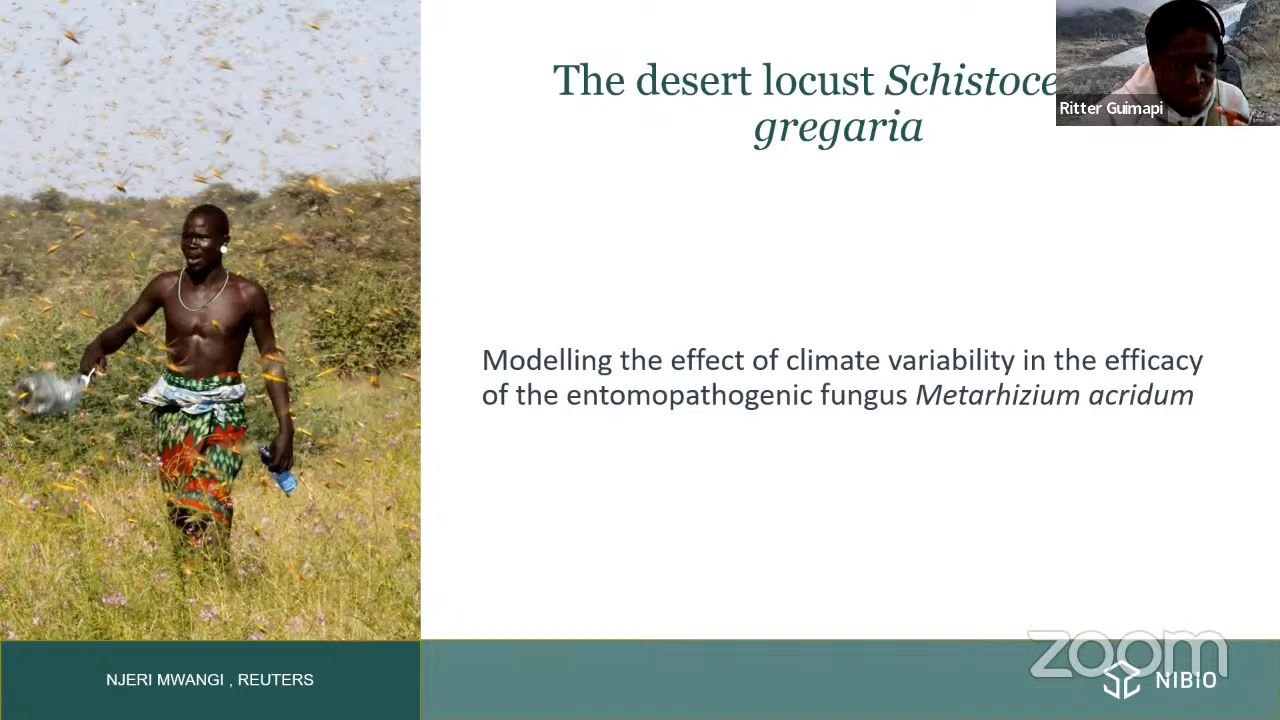 The desert locust Schistoce
gregaria
Ritter Guimapi
Modelling the effect of climate variability in the efficacy
of the entomopathogenic fungus Metarhizium acridum
NJERI MWANGI , REUTERS
zoom
NIBIO